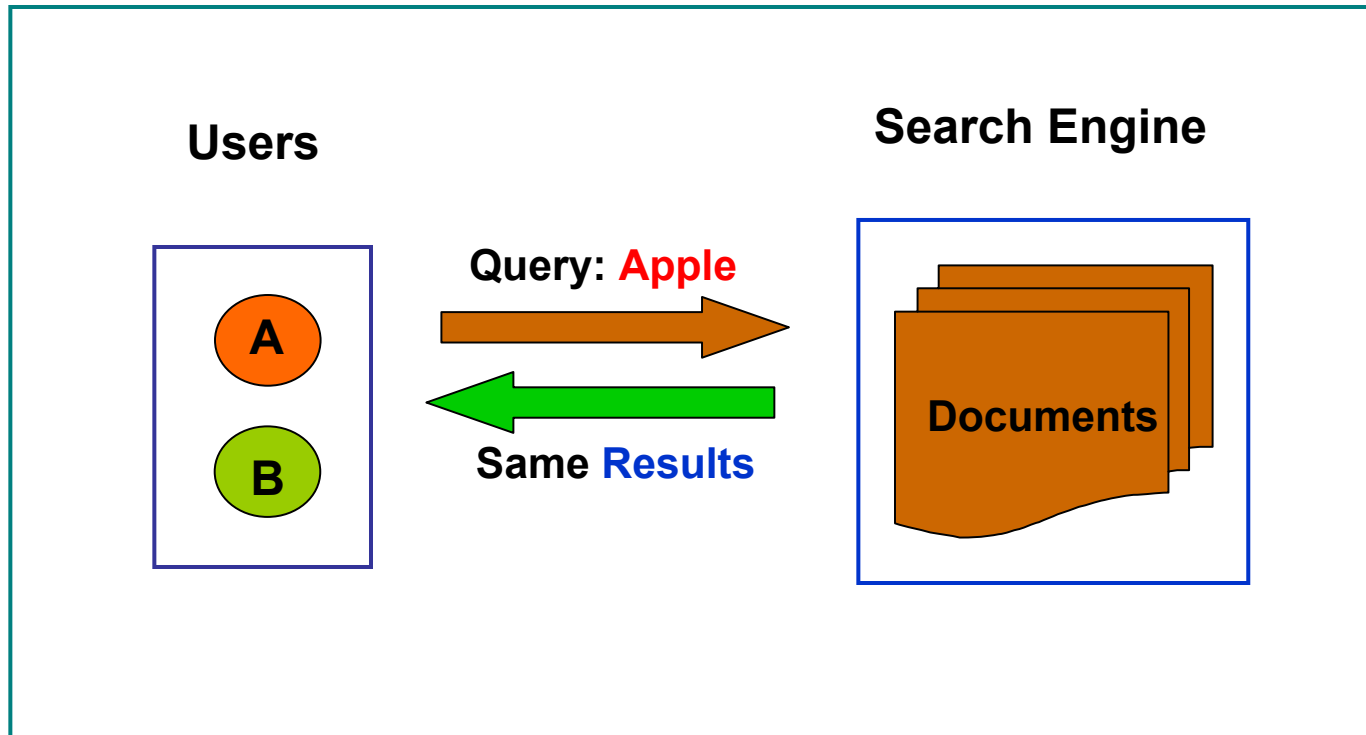 Users
Search Engine
Query: Apple
A
Documents
Same Results
B